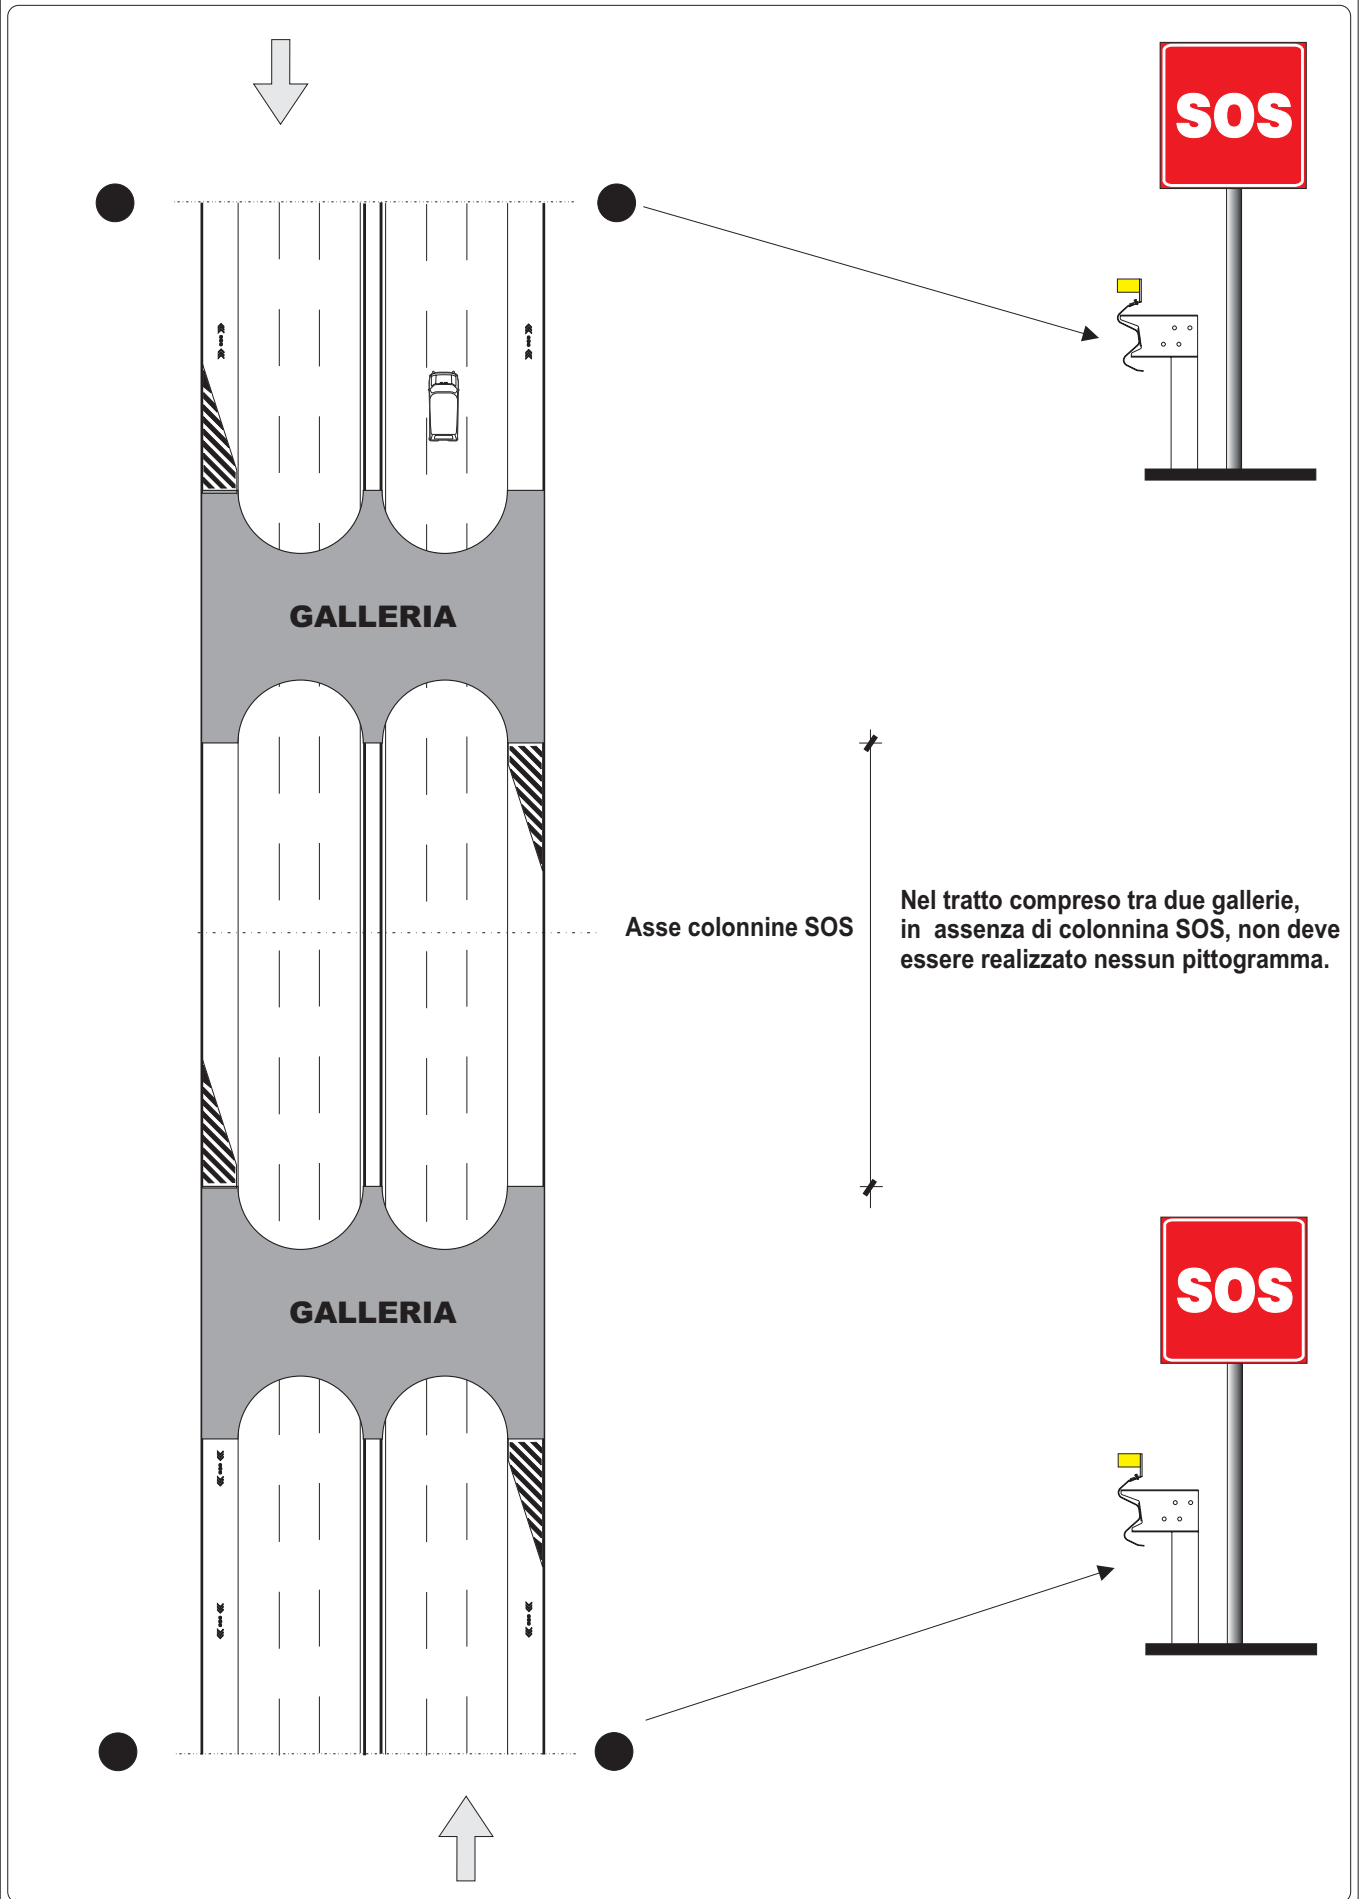 SOS
GALLERIA
Asse colonnine SOS
Nel tratto compreso tra due gallerie,
in assenza di colonnina SOS, non deve
essere realizzato nessun pittogramma.
SOS
GALLERIA